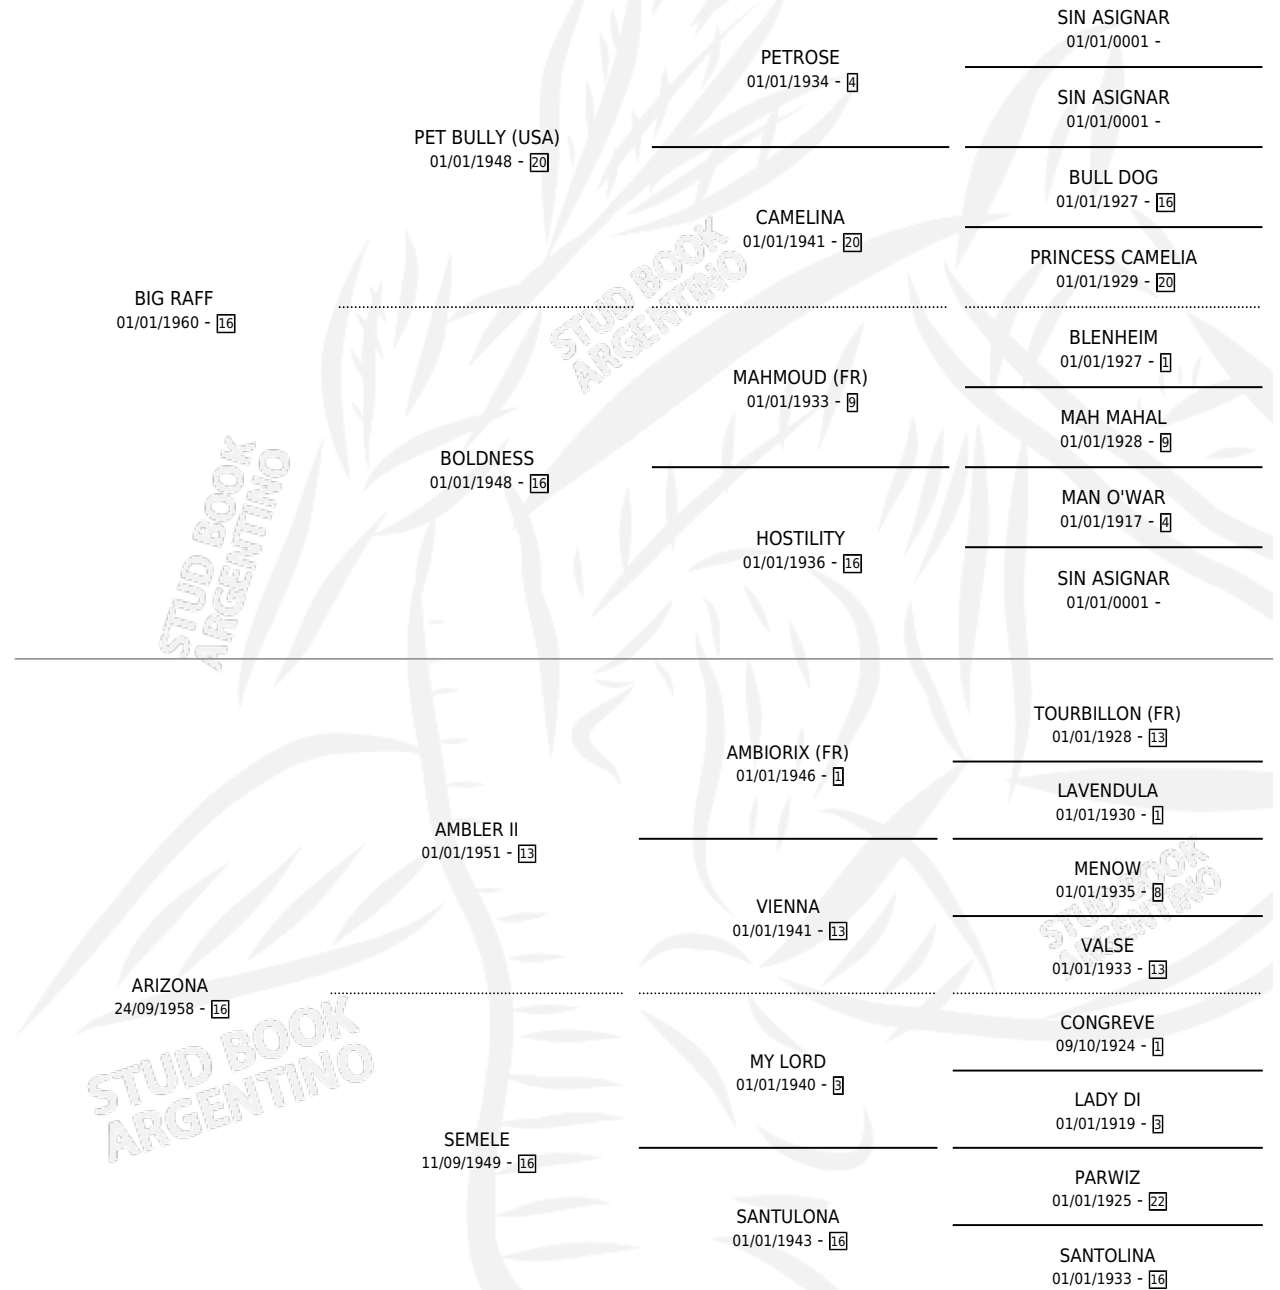 SIN ASIGNAR
01/01/0001 -
PETROSE
01/01/1934 - 4
SIN ASIGNAR
01/01/0001 -
PET BULLY (USA)
01/01/1948 - 20
BULL DOG
01/01/1927 - 16
CAMELINA
01/01/1941 - 20
PRINCESS CAMELIA
01/01/1929 - 20
BIG RAFF
01/01/1960 - 16
BLENHEIM
01/01/1927 - 1
MAHMOUD (FR)
01/01/1933 - 9
MAH MAHAL
01/01/1928 - 9
BOLDNESS
01/01/1948 - 16
MAN O'WAR
01/01/1917 - 4
HOSTILITY
01/01/1936 - 16
SIN ASIGNAR
01/01/0001 -
TOURBILLON (FR)
01/01/1928 - 13
AMBIORIX (FR)
01/01/1946 - 1
LAVENDULA
01/01/1930 - 1
AMBLER II
01/01/1951 - 13
MENOW
01/01/1935 - 8
VIENNA
01/01/1941 - 13
VALSE
01/01/1933 - 13
ARIZONA
24/09/1958 - 16
CONGREVE
09/10/1924 - 1
MY LORD
01/01/1940 - 3
LADY DI
01/01/1919 - 3
SEMELE
11/09/1949 - 16
PARWIZ
01/01/1925 - 22
SANTULONA
01/01/1943 - 16
SANTOLINA
01/01/1933 - 16
STUD BOOK
ARGENTINO
STUD BOOK
ARGENTINO
STUD BOOK
ARGENTINO
STUD BOOK
ARGENTINO